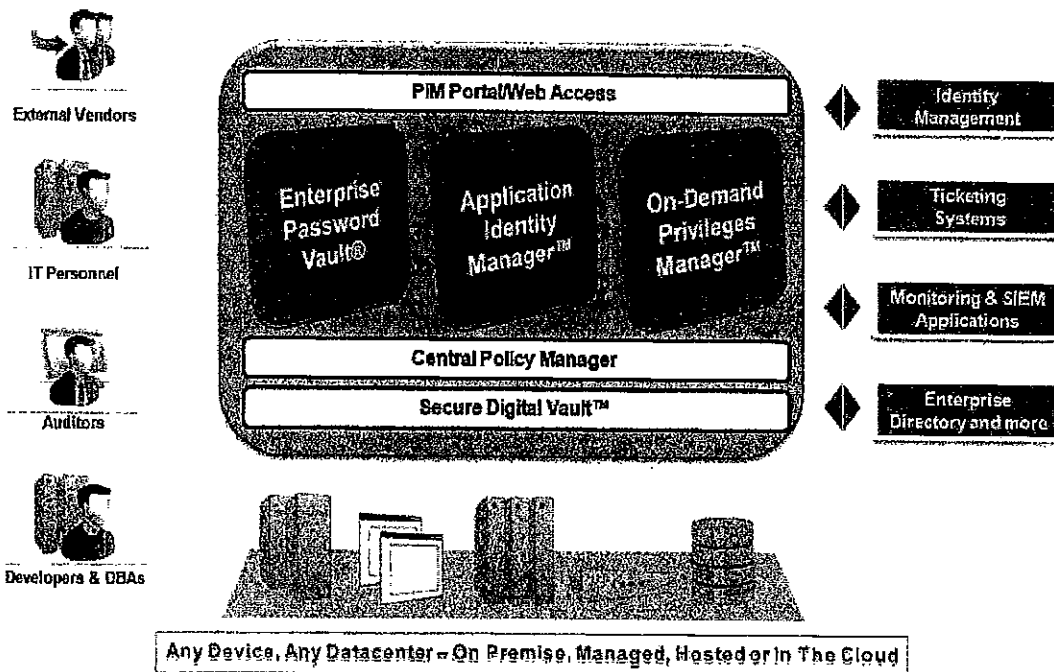 External Vendors
IT Personnel
Auditors
Developers & DBAs
PIM Portal/Web Access
Enterprise
Password
Vault®
Application
Identity
Manager™
On-Demand
Privileges
Manager™
Central Policy Manager
Secure Digital Vault™
Identity
Management
Ticketing
Systems
Monitoring & SIEM
Applications
Enterprise
Directory and more
Any Device, Any Datacenter – On Premise, Managed, Hosted or In The Cloud